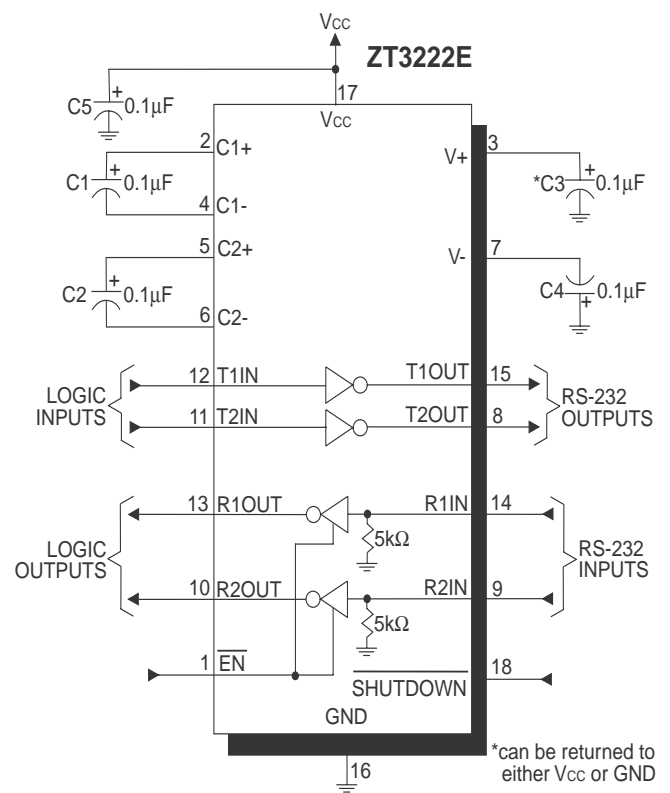 Vcc
ZT3222E
17
Vcc
C5 + 0.1µF
2 C1+
C1 + 0.1µF
4 C1-
5 C2+
C2 + 0.1µF
6 C2-
V+ 3
*C3 + 0.1µF
V- 7
C4 + 0.1µF
LOGIC
INPUTS
12 T1IN T1OUT 15
11 T2IN T2OUT 8
RS-232
OUTPUTS
13 R1OUT R1IN 14
5kΩ
LOGIC
OUTPUTS
RS-232
INPUTS
10 R2OUT R2IN 9
5kΩ
1 EN
SHUTDOWN 18
GND
16
*can be returned to
either Vcc or GND